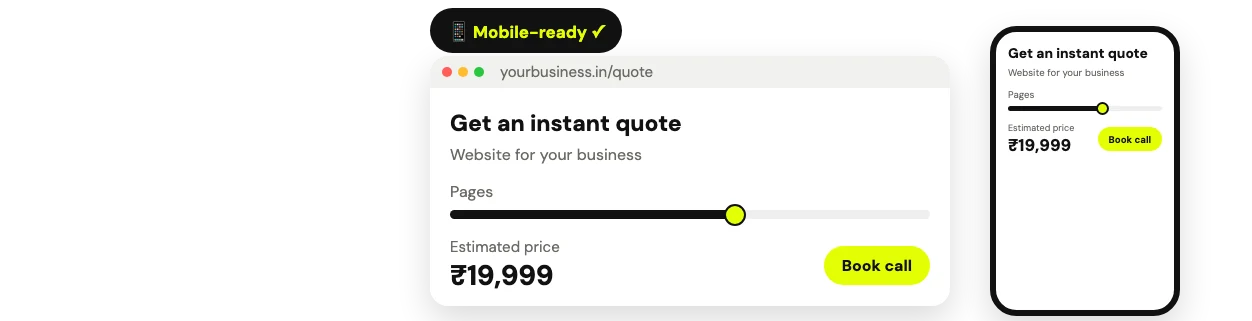 📱 Mobile-ready ✓
yourbusiness.in/quote
Get an instant quote
Website for your business
Pages
Estimated price
₹19,999
Book call
Get an instant quote
Website for your business
Pages
Estimated price
₹19,999
Book call